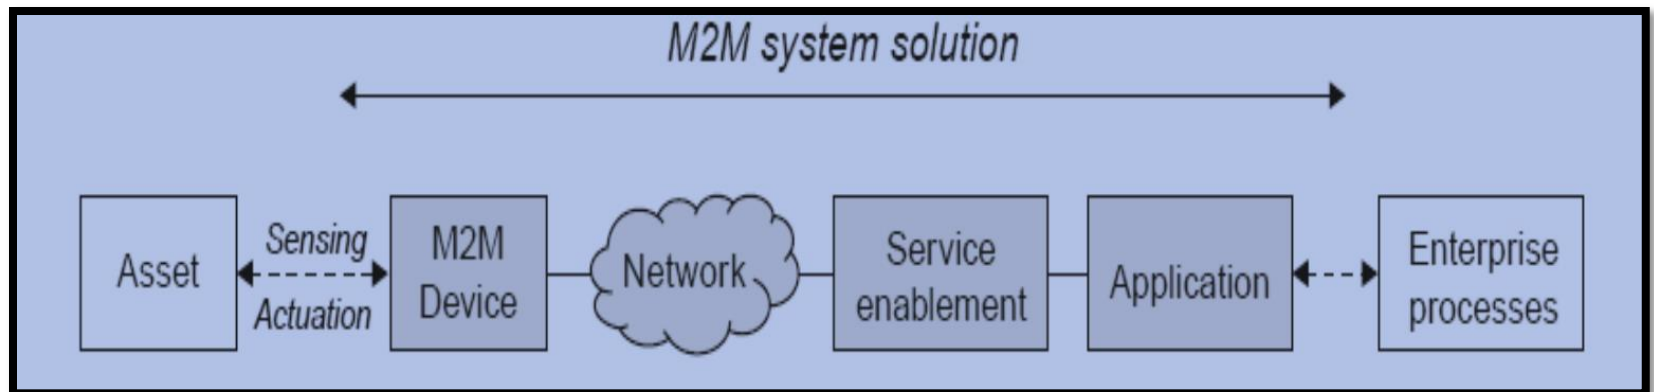 M2M system solution
Asset
Sensing
Actuation
M2M
Device
Network
Service
enablement
Application
Enterprise
processes